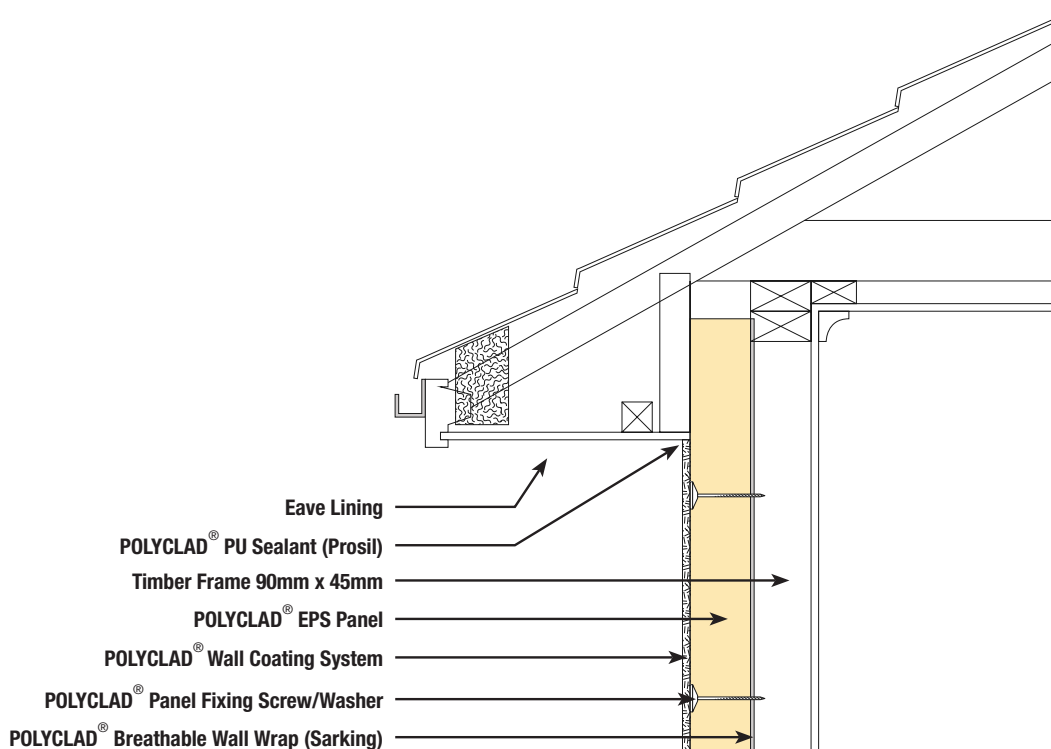 Eave Lining
POLYCLAD® PU Sealant (Prosil)
Timber Frame 90mm x 45mm
POLYCLAD® EPS Panel
POLYCLAD® Wall Coating System
POLYCLAD® Panel Fixing Screw/Washer
POLYCLAD® Breathable Wall Wrap (Sarking)